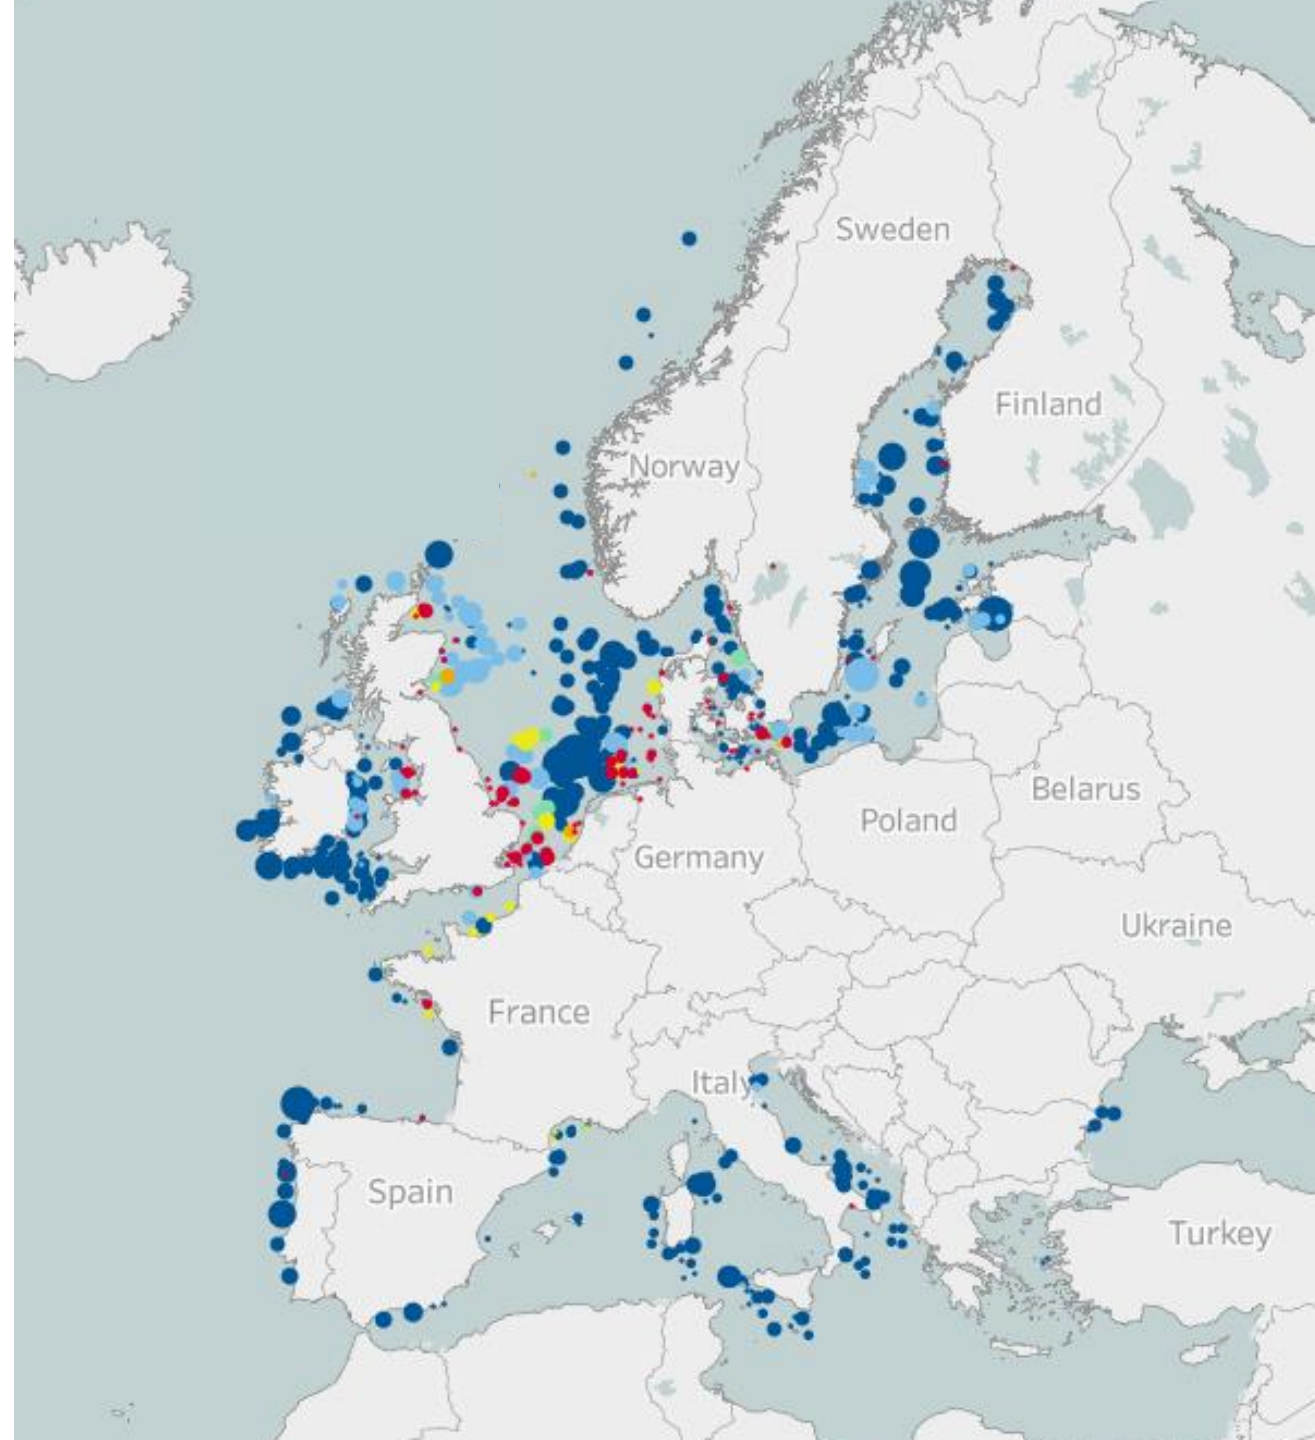 Sweden
Finland
Norway
Belarus
Poland
Germany
Ukraine
France
Italy
Spain
Turkey